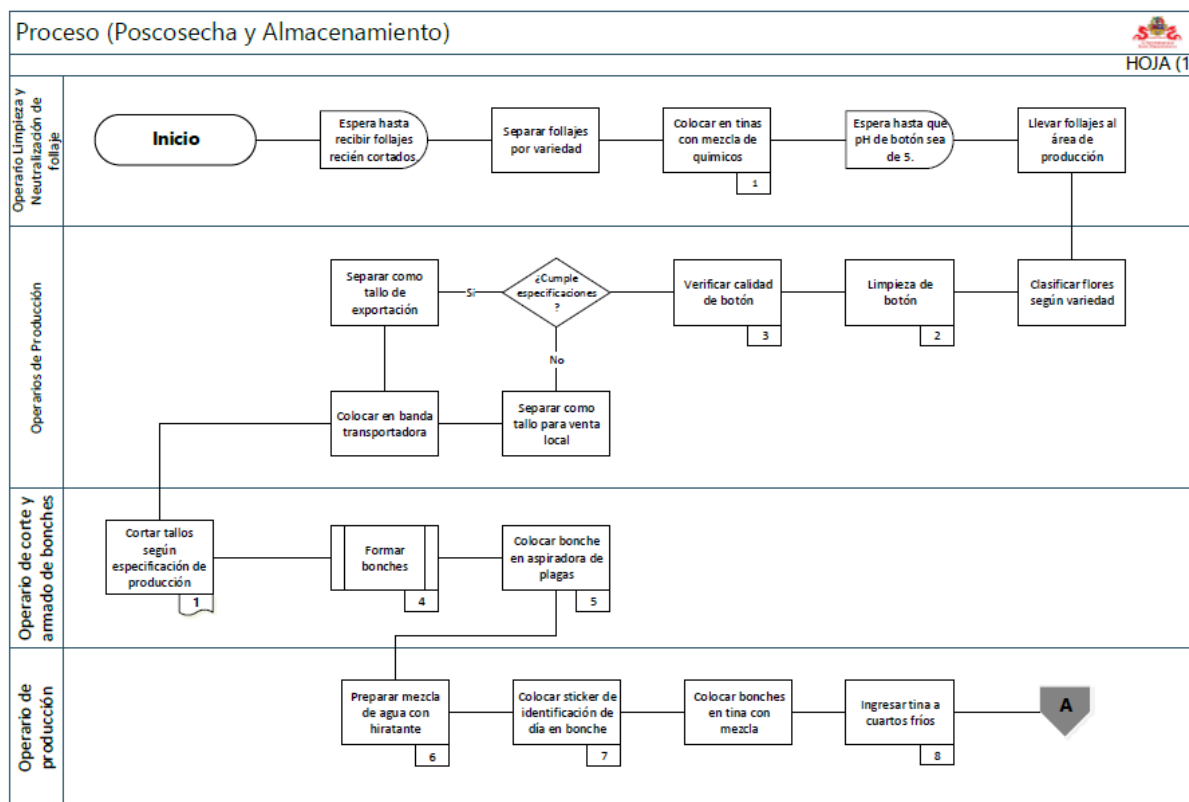 Proceso (Poscosecha y Almacenamiento)
HOJA (1
Operario Limpieza y
Neutralización de
follaje
Inicio
Espera hasta
recibir follajes
recién cortados.
Separar follajes
por variedad
Colocar en tinas
con mezcla de
quimicos
1
Espera hasta que
pH de botón sea
de 5.
Llevar follajes al
área de
producción
Operarios de Producción
Separar como
tallo de
exportación
Si
¿Cumple
especificaciones
?
No
Verificar calidad
de botón
3
Limpieza de
botón
2
Clasificar flores
según variedad
Colocar en banda
transportadora
Separar como
tallo para venta
local
Operario de corte y
armado de bonches
Cortar tallos
según
especificación de
producción
1
Formar
bonches
4
Colocar bonche
en aspiradora de
plagas
5
Operario de
producción
Preparar mezcla
de agua con
hiratante
6
Colocar sticker de
identificación de
día en bonche
7
Colocar bonches
en tina con
mezcla
Ingresar tina a
cuartos fríos
8
A